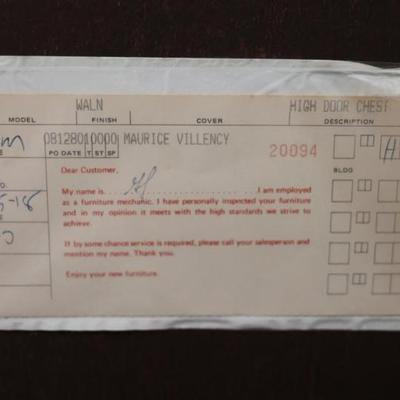 WALN HIGH DOOR CHEST
MODEL FINISH COVER DESCRIPTION
08128010000 MAURICE VILLENCY
PO DATE T ST SP
20094
BLDG
Dear Customer,
My name is .................... I am employed
as a furniture mechanic. I have personally inspected your furniture
and in my opinion it meets with the high standards we strive to
achieve.
If by some chance service is required, please call your salesperson and
mention my name. Thank you.
Enjoy your new furniture.